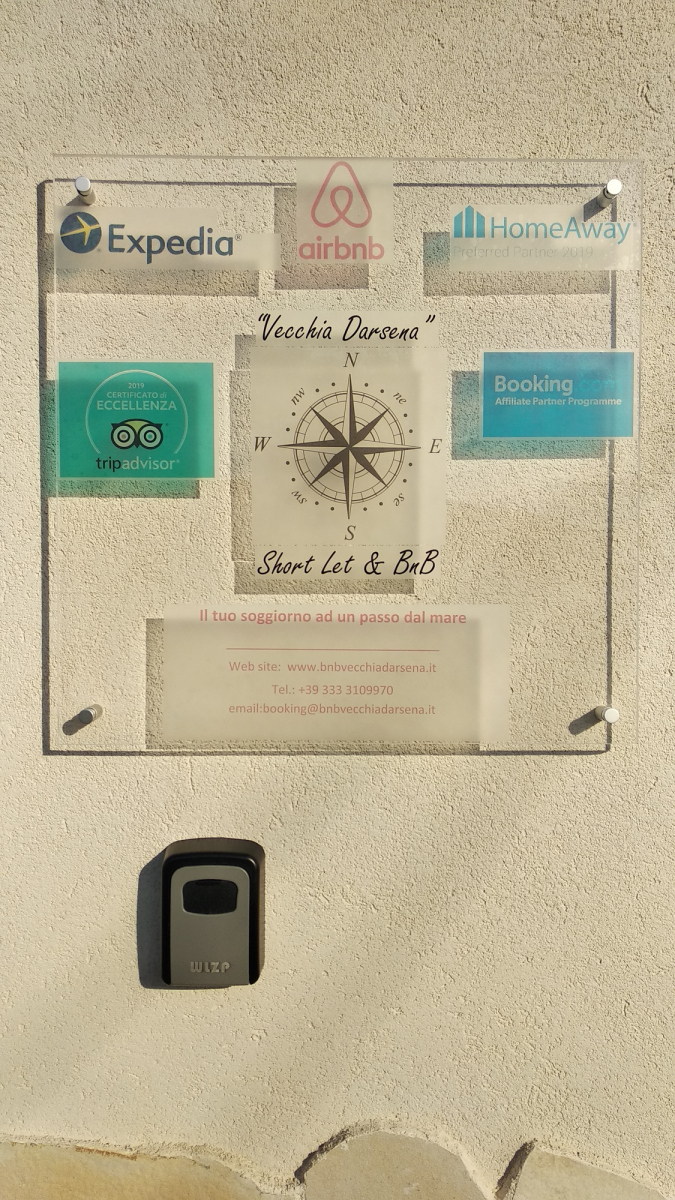 Expedia®
airbnb
HomeAway®
Preferred Partner 2019
"Vecchia Darsena"
2019
CERTIFICATO di
ECCELLENZA
tripadvisor®
Booking.com
Affiliate Partner Programme
N
nw
ne
W
E
sw
se
S
Short Let & BnB
Il tuo soggiorno ad un passo dal mare
Web site: www.bnbvecchiadarsena.it
Tel.: +39 333 3109970
email:booking@bnbvecchiadarsena.it
WLZP